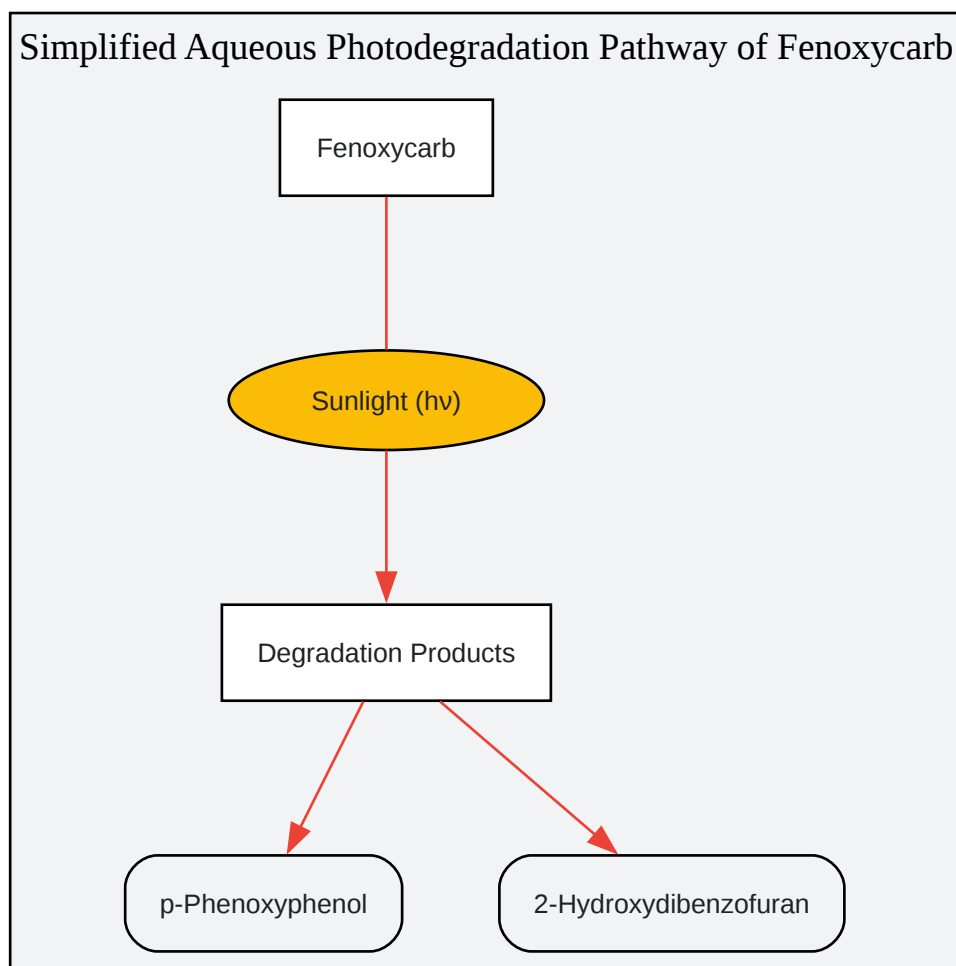 Simplified Aqueous Photodegradation Pathway of Fenoxycarb
Fenoxycarb
Sunlight (hν)
Degradation Products
p-Phenoxyphenol
2-Hydroxydibenzofuran